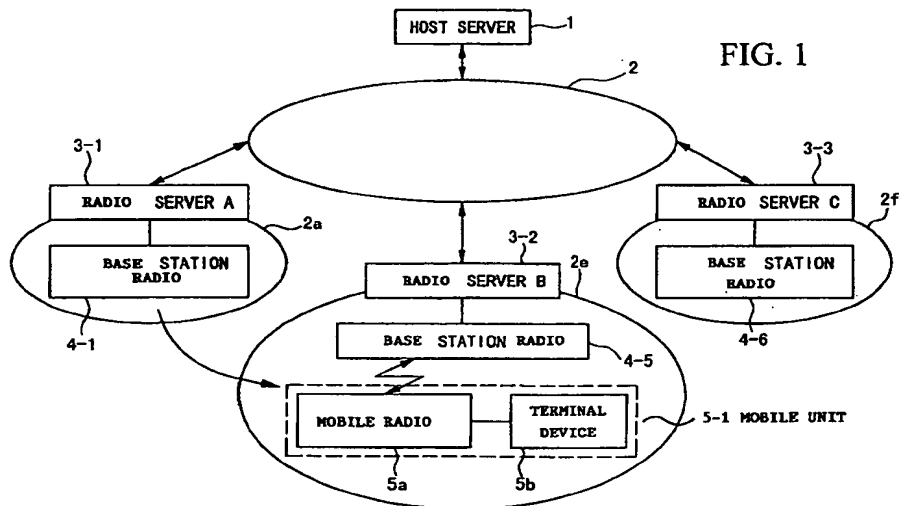 HOST SERVER
1
FIG. 1
2
3-1
3-3
RADIO SERVER A
2a
RADIO SERVER C
2f
3-2
2e
BASE STATION
RADIO
RADIO SERVER B
BASE STATION
RADIO
4-1
BASE STATION RADIO
4-5
4-6
MOBILE RADIO
TERMINAL
DEVICE
5-1 MOBILE UNIT
5a
5b